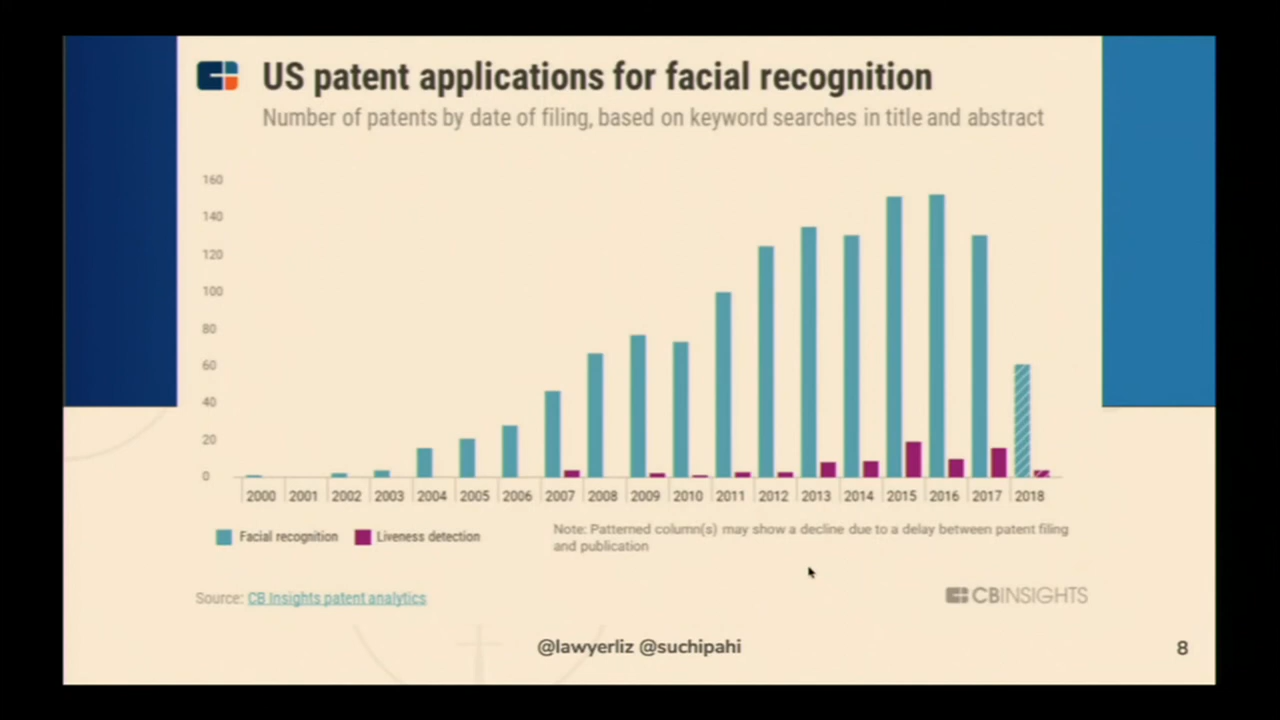 US patent applications for facial recognition
Number of patents by date of filing, based on keyword searches in title and abstract
160
140
120
100
80
60
40
20
0
2000 2001 2002 2003 2004 2005 2006 2007 2008 2009 2010 2011 2012 2013 2014 2015 2016 2017 2018
Facial recognition Liveness detection
Note: Patterned column(s) may show a decline due to a delay between patent filing
and publication
Source: CB Insights patent analytics
CBINSIGHTS
@lawyerliz @suchipahi
8